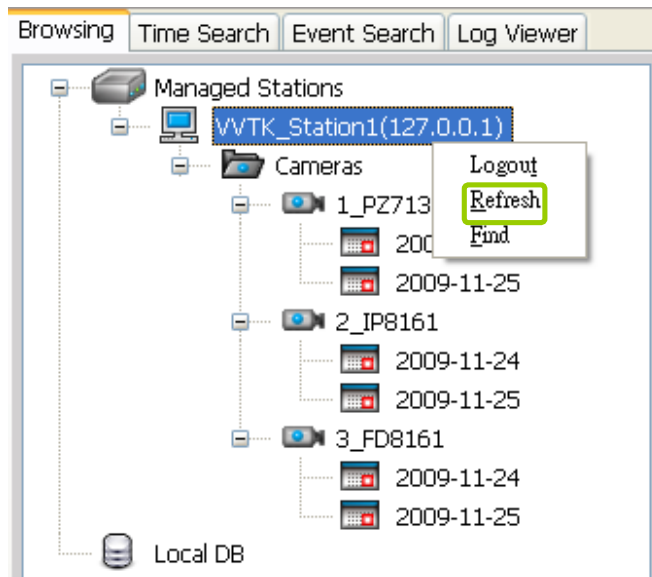 Browsing Time Search Event Search Log Viewer
Managed Stations
VVTK_Station1(127.0.0.1)
Cameras
Logout
1_PZ713
Refresh
200
Find
2009-11-25
2_IP8161
2009-11-24
2009-11-25
3_FD8161
2009-11-24
2009-11-25
Local DB